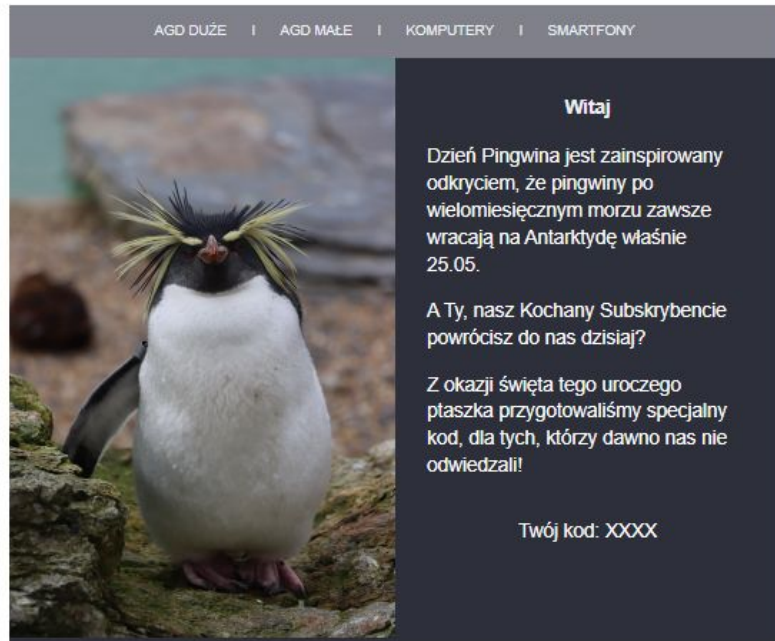 AGD DUŻE I AGD MAŁE I KOMPUTERY I SMARTFONY
Witaj
Dzień Pingwina jest zainspirowany
odkryciem, że pingwiny po
wielomiesięcznym morzu zawsze
wracają na Antarktydę właśnie
25.05.
A Ty, nasz Kochany Subskrybencie
powrócisz do nas dzisiaj?
Z okazji święta tego uroczego
ptaszka przygotowaliśmy specjalny
kod, dla tych, którzy dawno nas nie
odwiedzali!
Twój kod: XXXX